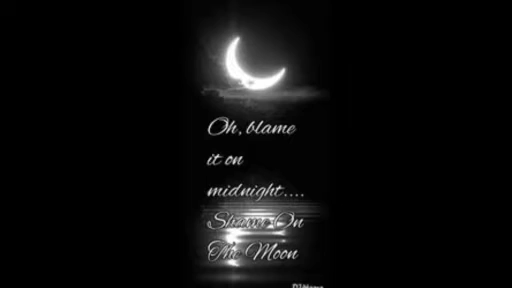 Oh, blame
it on
midnight....
Shame On
The Moon